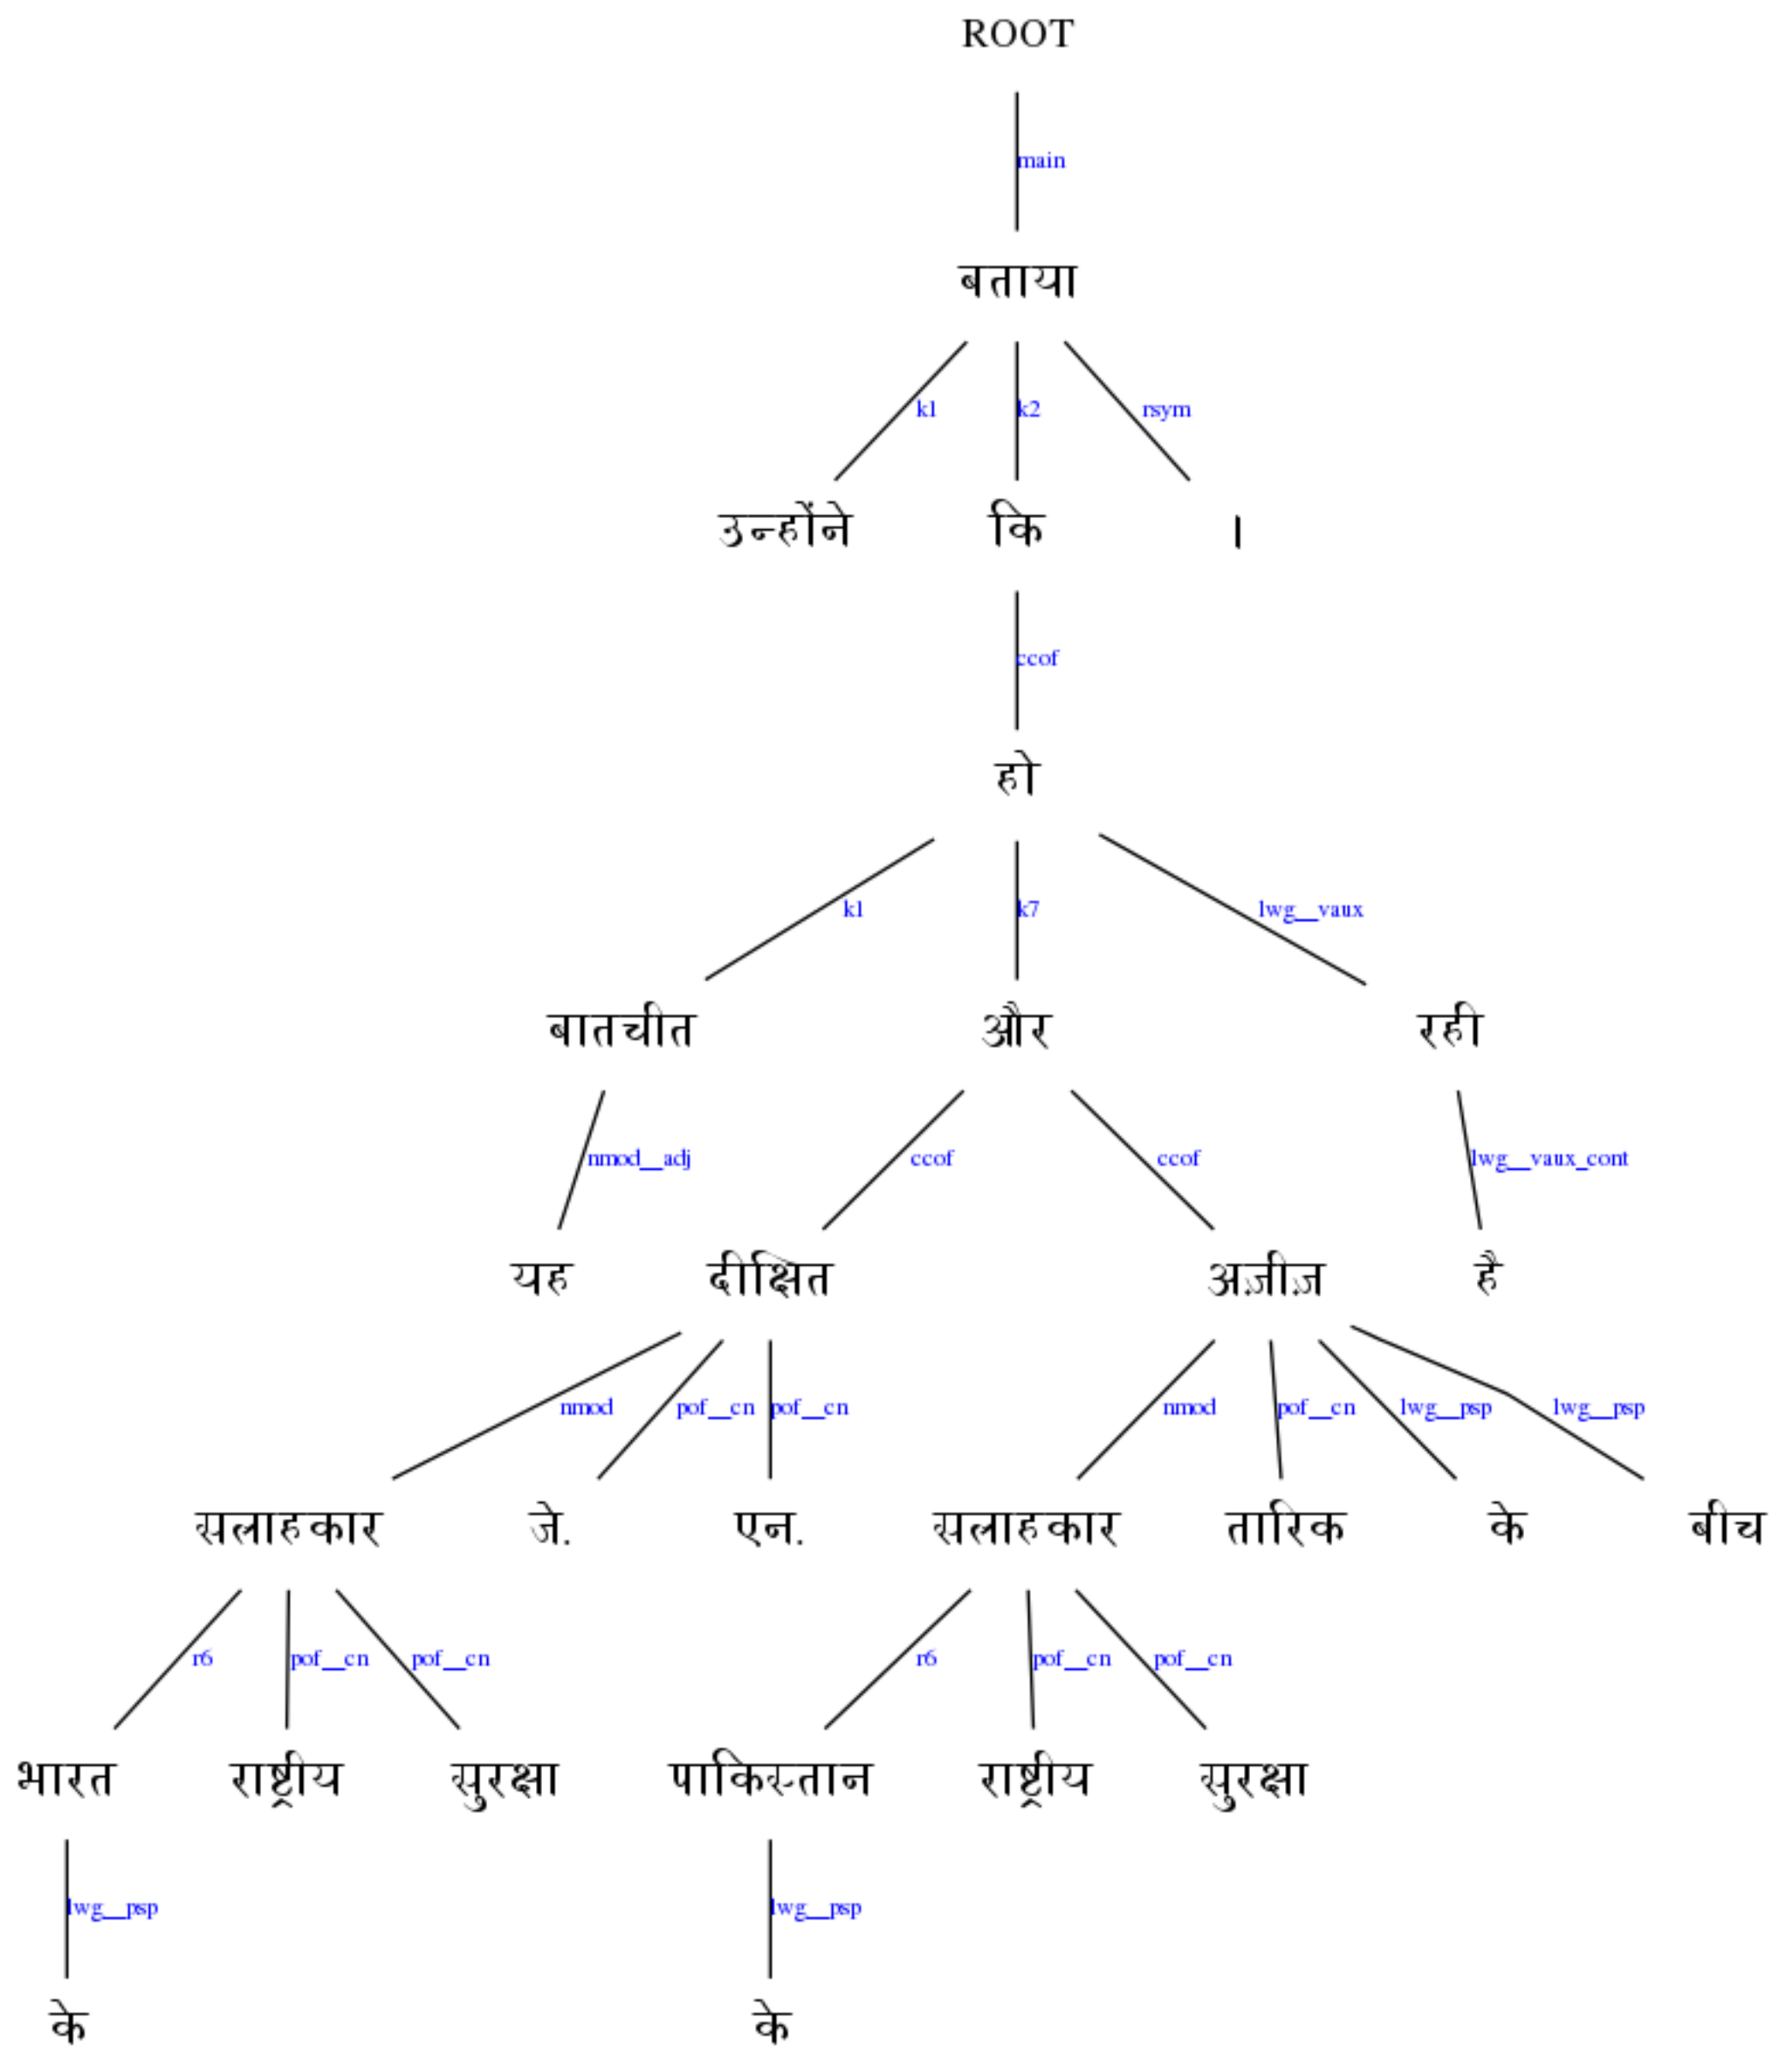 ROOT
main
बताया
k1 k2 rsym
उन्होंने कि ।
ccof
हो
k1 k7 lwg__vaux
बातचीत और रही
nmod__adj ccof ccof lwg__vaux_cont
यह दीक्षित अज़ीज़ है
nmod pof__cn pof__cn nmod pof__cn lwg__psp lwg__psp
सलाहकार जे. एन. सलाहकार तारिक के बीच
r6 pof__cn pof__cn r6 pof__cn pof__cn
भारत राष्ट्रीय सुरक्षा पाकिस्तान राष्ट्रीय सुरक्षा
lwg__psp lwg__psp
के के